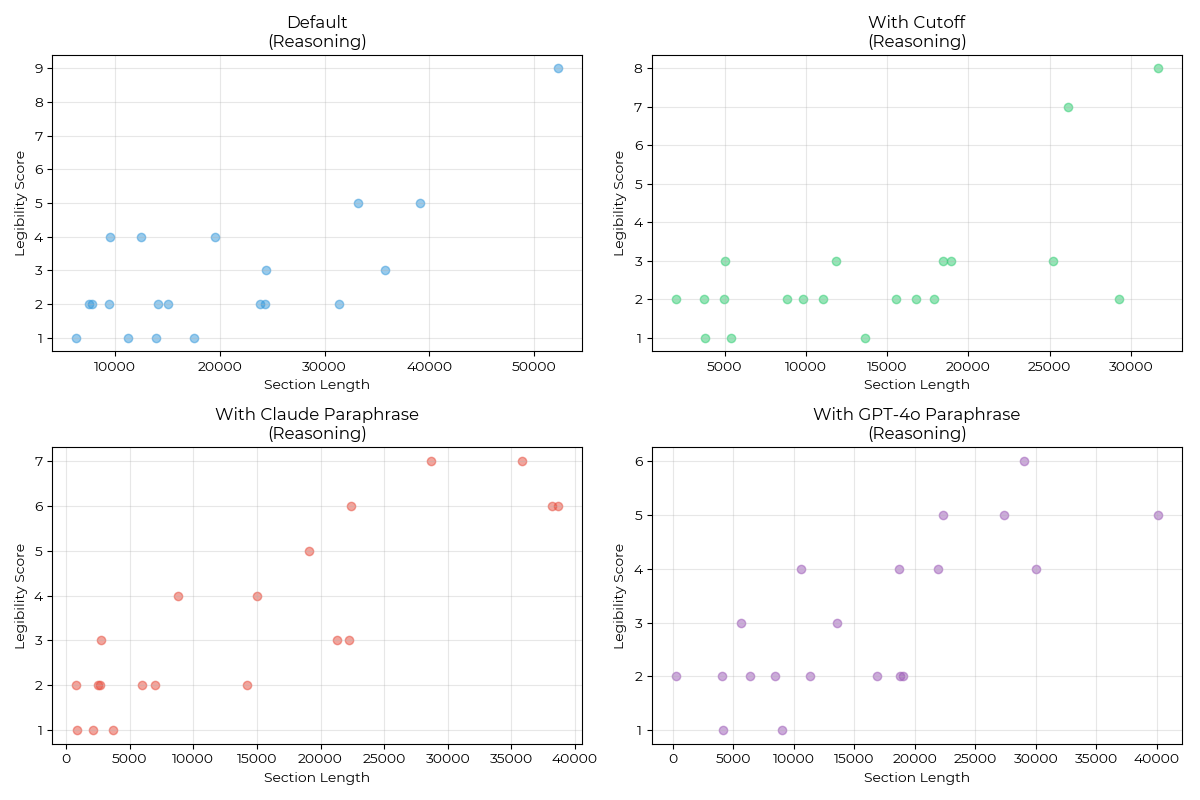 Default
(Reasoning)
9
8
7
6
5
4
3
2
1
Legibility Score
10000 20000 30000 40000 50000
Section Length
With Cutoff
(Reasoning)
8
7
6
5
4
3
2
1
Legibility Score
5000 10000 15000 20000 25000 30000
Section Length
With Claude Paraphrase
(Reasoning)
7
6
5
4
3
2
1
Legibility Score
0 5000 10000 15000 20000 25000 30000 35000 40000
Section Length
With GPT-4o Paraphrase
(Reasoning)
6
5
4
3
2
1
Legibility Score
0 5000 10000 15000 20000 25000 30000 35000 40000
Section Length